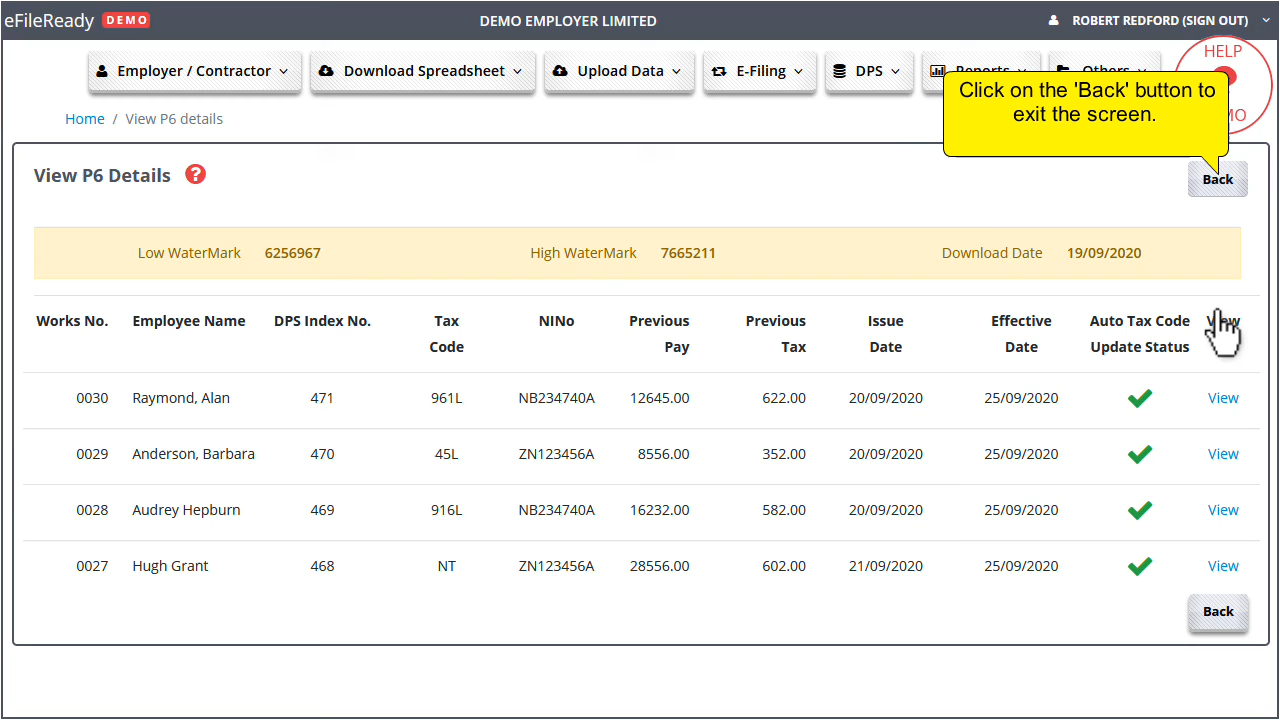 eFileReady DEMO DEMO EMPLOYER LIMITED ROBERT REDFORD (SIGN OUT)
Employer / Contractor Download Spreadsheet Upload Data E-Filing DPS Reports Others
HELP
Click on the 'Back' button to
exit the screen.
Home / View P6 details
View P6 Details ?
Back
Low WaterMark 6256967 High WaterMark 7665211 Download Date 19/09/2020
Works No. Employee Name DPS Index No. Tax Code NINo Previous Pay Previous Tax Issue Date Effective Date Auto Tax Code Update Status View
0030 Raymond, Alan 471 961L NB234740A 12645.00 622.00 20/09/2020 25/09/2020 View
0029 Anderson, Barbara 470 45L ZN123456A 8556.00 352.00 20/09/2020 25/09/2020 View
0028 Audrey Hepburn 469 916L NB234740A 16232.00 582.00 20/09/2020 25/09/2020 View
0027 Hugh Grant 468 NT ZN123456A 28556.00 602.00 21/09/2020 25/09/2020 View
Back